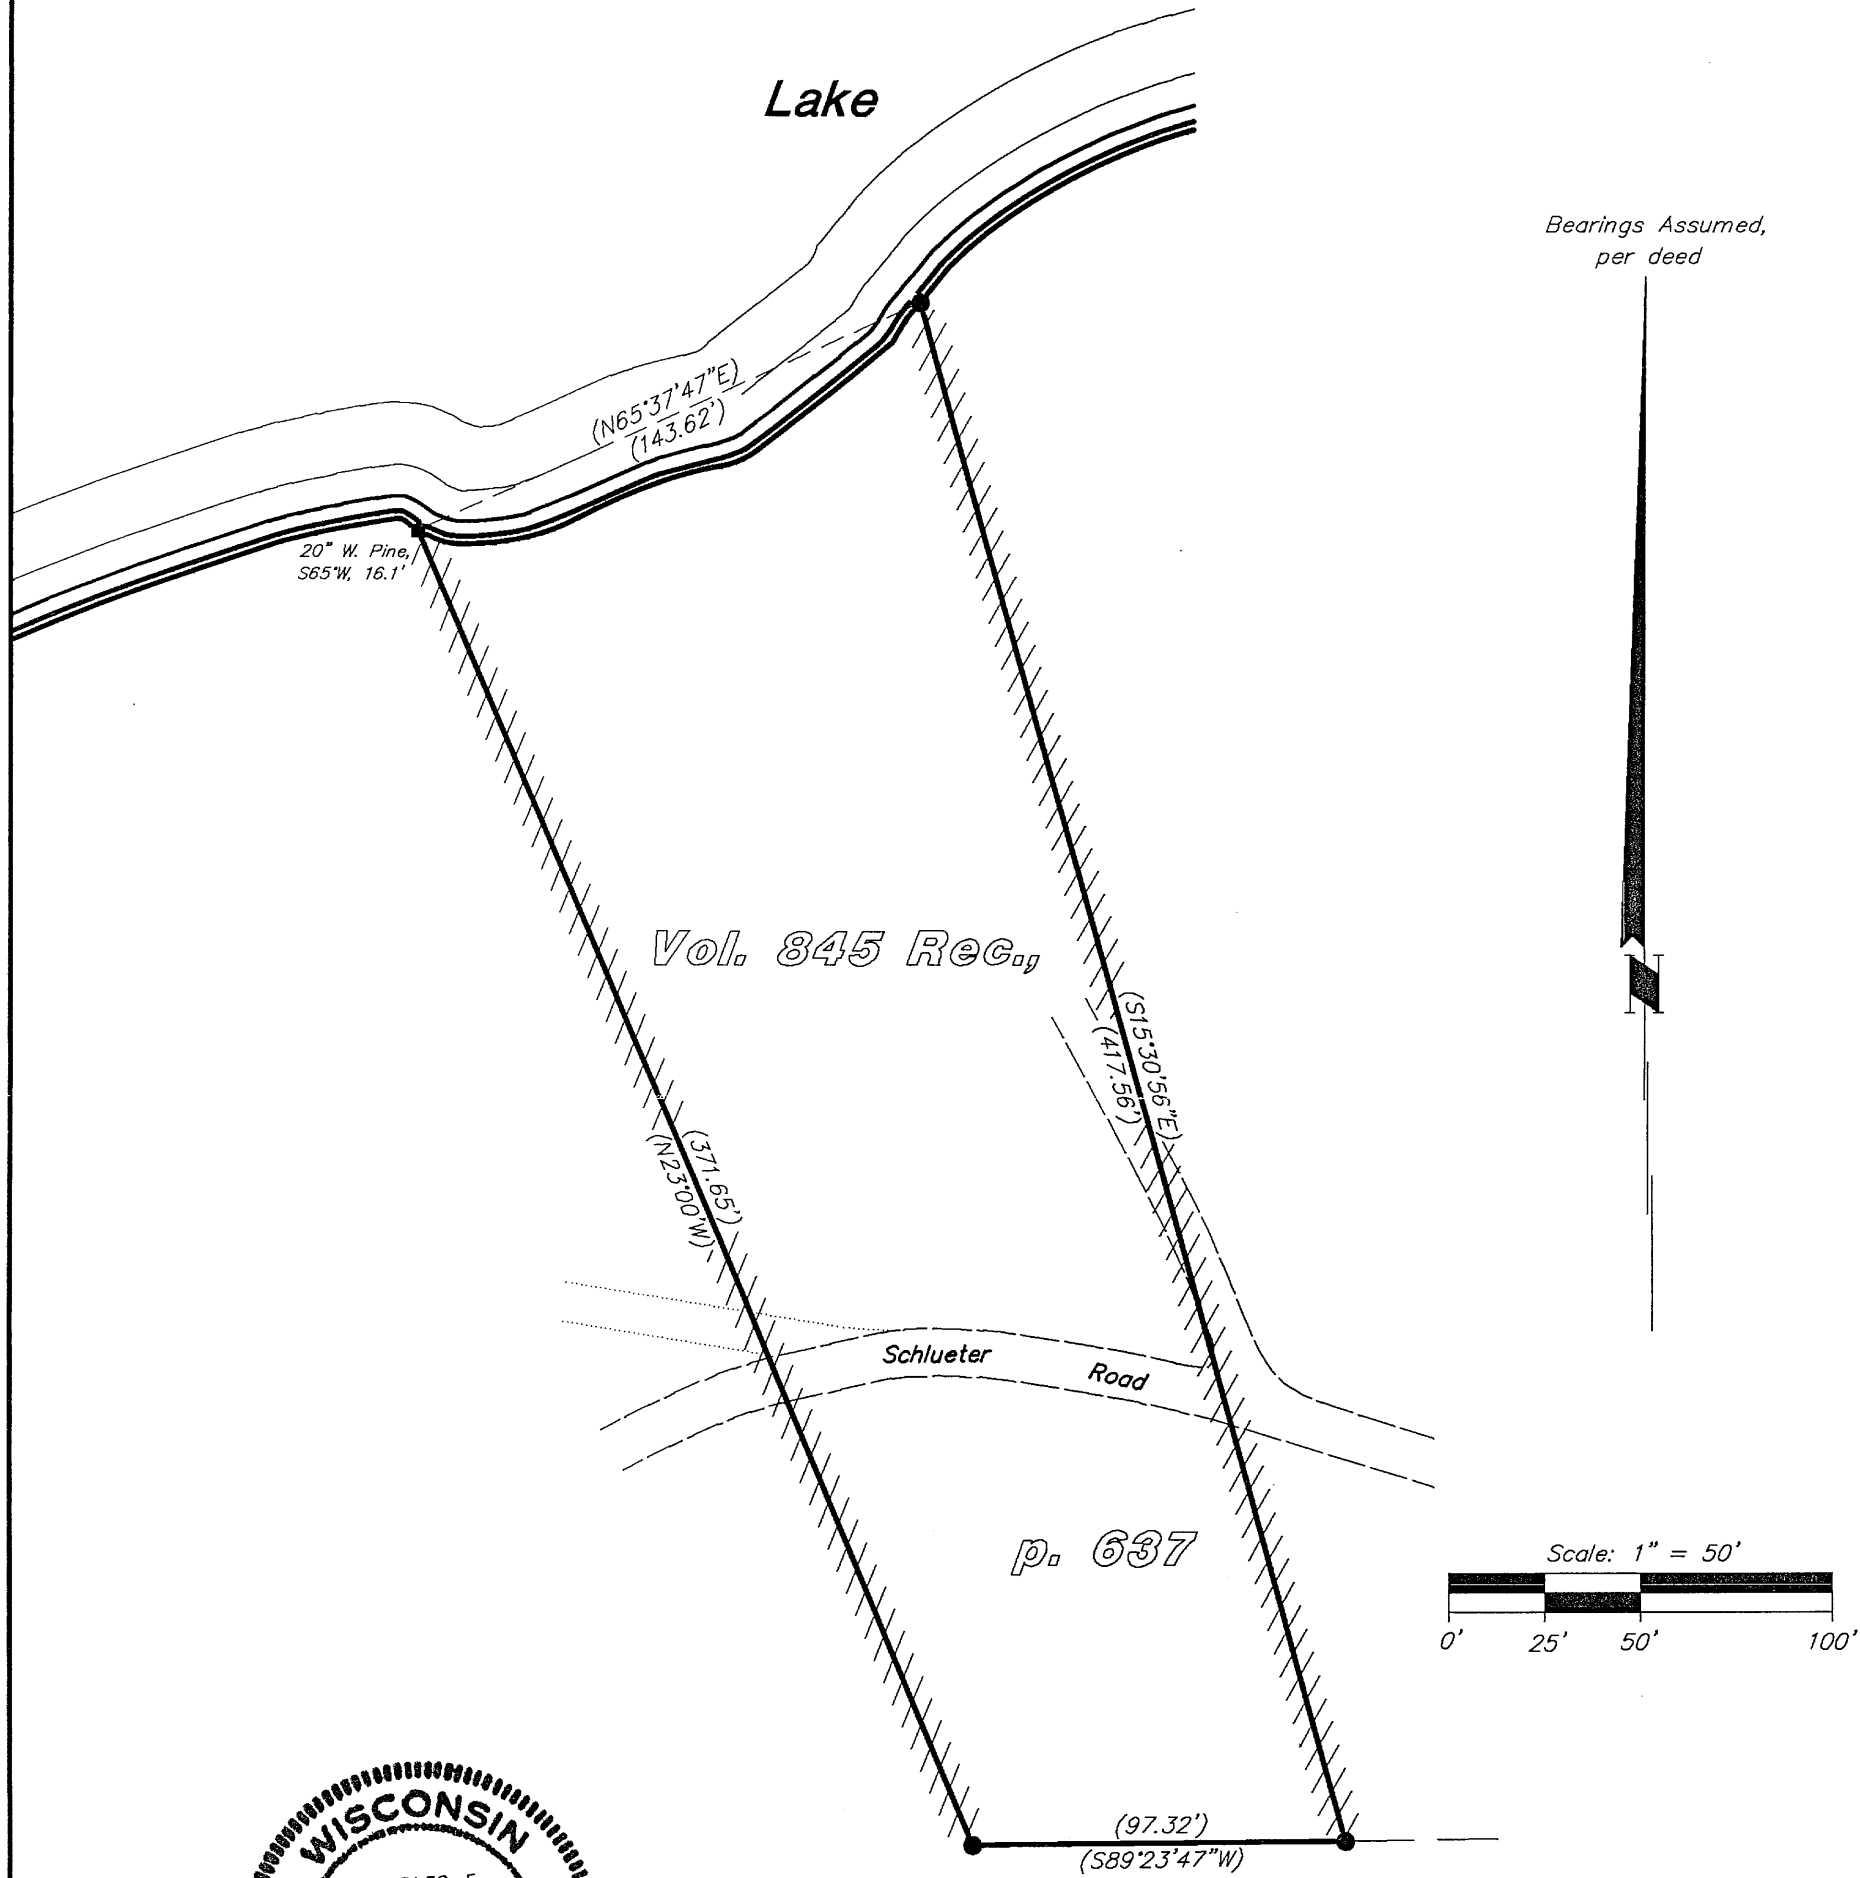 Lake
Bearings Assumed,
per deed
(N65°37'47"E)
(143.62')
20" W. Pine,
S65°W, 16.1'
Vol. 845 Rec.,
N
(S15°30'56"E)
(417.56')
(371.65')
(N23°00'W)
Schlueter Road
p. 637
Scale: 1" = 50'
0' 25' 50' 100'
(97.32')
(S89°23'47"W)
WISCONSIN